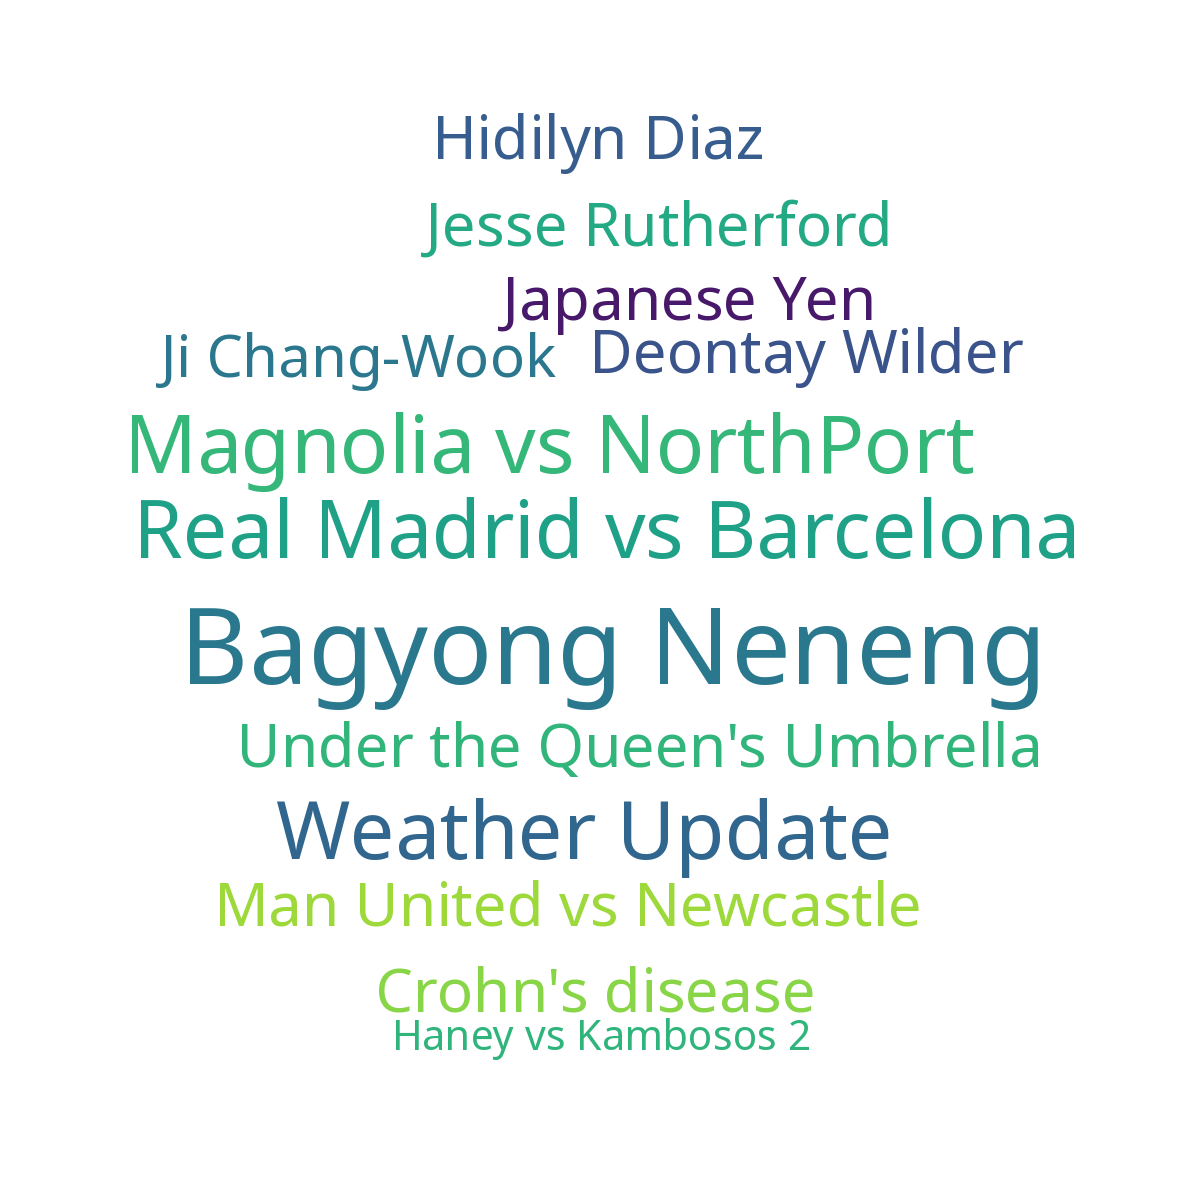 Hidilyn Diaz
Jesse Rutherford
Japanese Yen
Ji Chang-Wook
Deontay Wilder
Magnolia vs NorthPort
Real Madrid vs Barcelona
Bagyong Neneng
Under the Queen's Umbrella
Weather Update
Man United vs Newcastle
Crohn's disease
Haney vs Kambosos 2